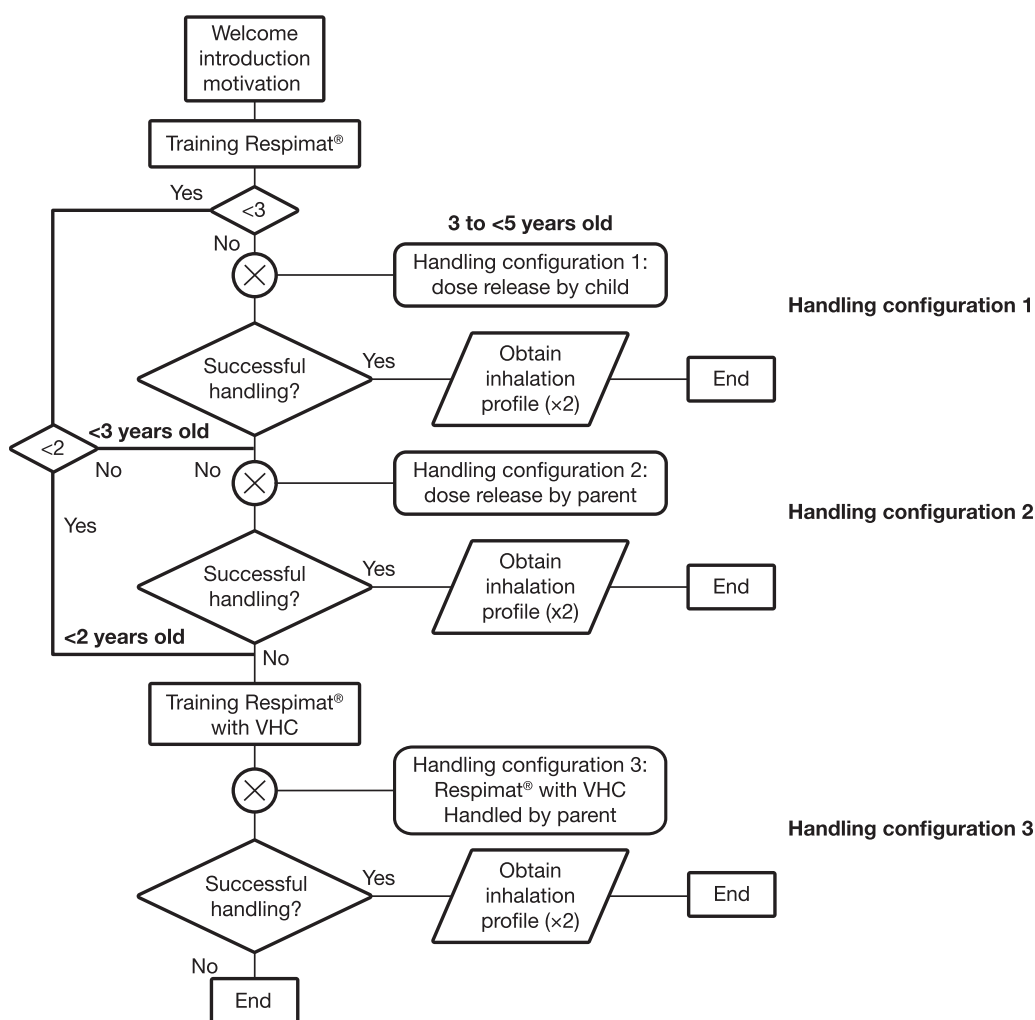 Welcome
introduction
motivation
Training Respimat®
Yes
<3
No
3 to <5 years old
Handling configuration 1:
dose release by child
Handling configuration 1
Successful
handling?
Yes
Obtain
inhalation
profile (×2)
End
<2
<3 years old
No
No
Handling configuration 2:
dose release by parent
Handling configuration 2
Yes
Successful
handling?
Yes
Obtain
inhalation
profile (x2)
End
<2 years old
No
Training Respimat®
with VHC
Handling configuration 3:
Respimat® with VHC
Handled by parent
Handling configuration 3
Successful
handling?
Yes
Obtain
inhalation
profile (×2)
End
No
End